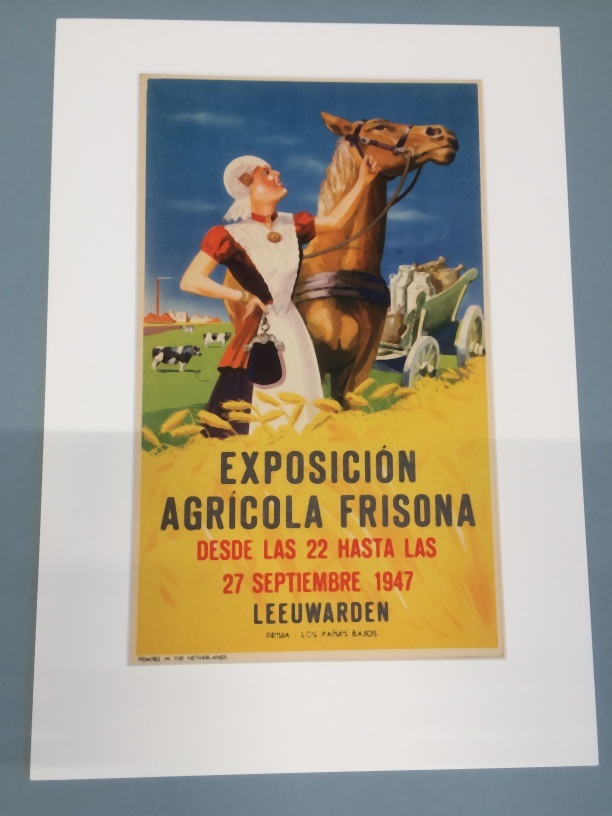 EXPOSICIÓN
AGRÍCOLA FRISONA
DESDE LAS 22 HASTA LAS
27 SEPTIEMBRE 1947
LEEUWARDEN
FRISIA . LOS PAÍSES BAJOS
PRINTED IN THE NETHERLANDS